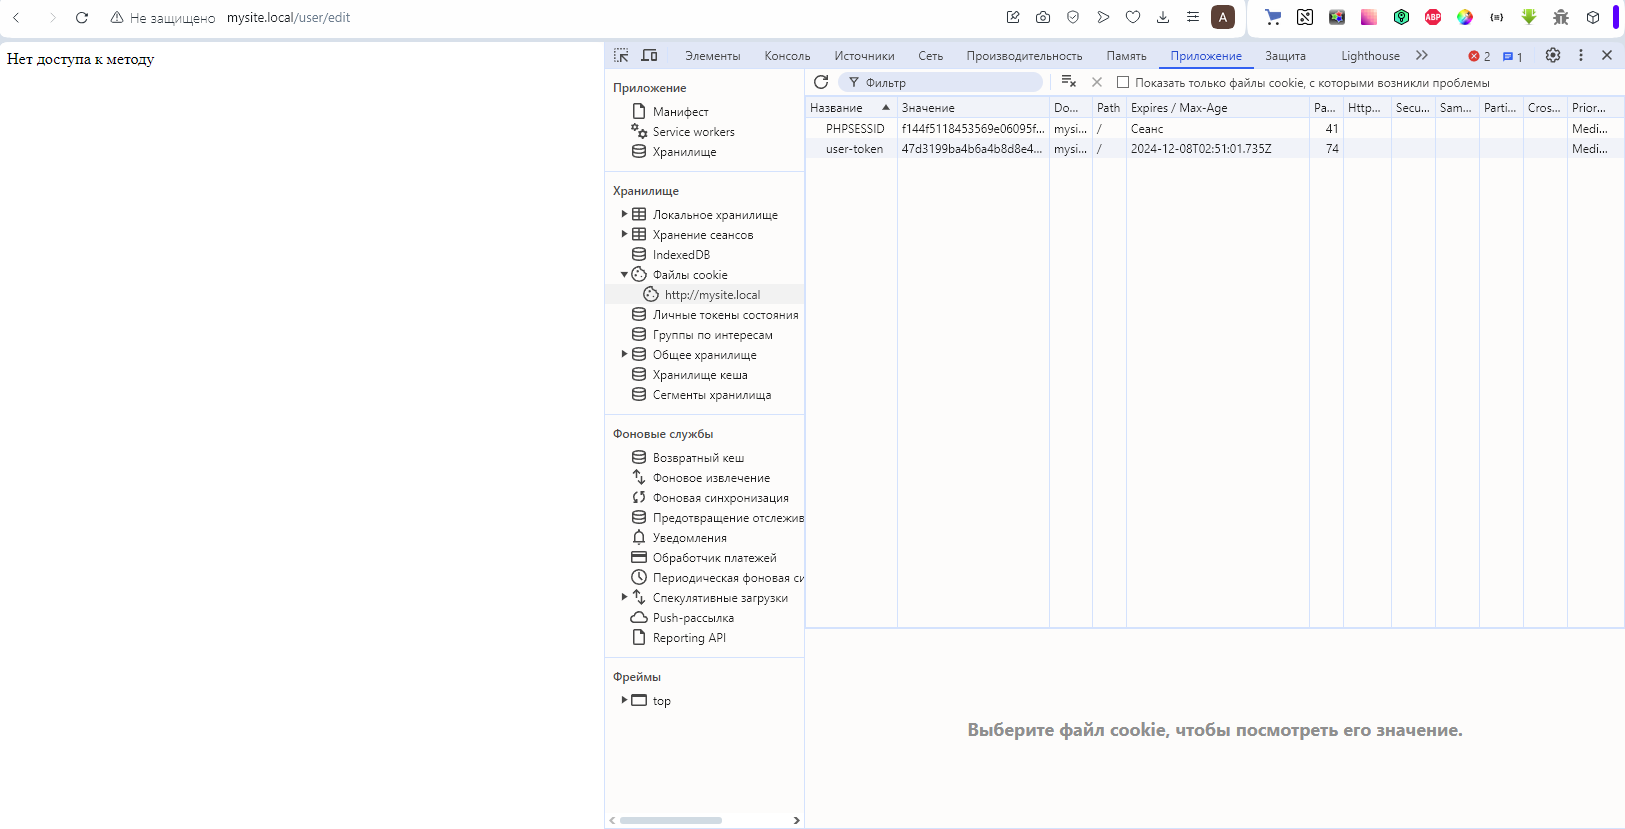 Не защищено mysite.local/user/edit
A
ABP
Нет доступа к методу
Элементы Консоль Источники Сеть Производительность Память Приложение Защита Lighthouse 2 1
Приложение
Манифест
Service workers
Хранилище
Хранилище
Локальное хранилище
Хранение сеансов
IndexedDB
Файлы cookie
http://mysite.local
Личные токены состояния
Группы по интересам
Общее хранилище
Хранилище кеша
Сегменты хранилища
Фоновые службы
Возвратный кеш
Фоновое извлечение
Фоновая синхронизация
Предотвращение отслежив
Уведомления
Обработчик платежей
Периодическая фоновая си
Спекулятивные загрузки
Push-рассылка
Reporting API
Фреймы
top
Фильтр Показать только файлы cookie, с которыми возникли проблемы
Название Значение Do... Path Expires / Max-Age Ра... Http... Secu... Sam... Parti... Cros... Prior...
PHPSESSID f144f5118453569e06095f... mysi... / Сеанс 41 Medi...
user-token 47d3199ba4b6a4b8d8e4... mysi... / 2024-12-08T02:51:01.735Z 74 Medi...
Выберите файл cookie, чтобы посмотреть его значение.